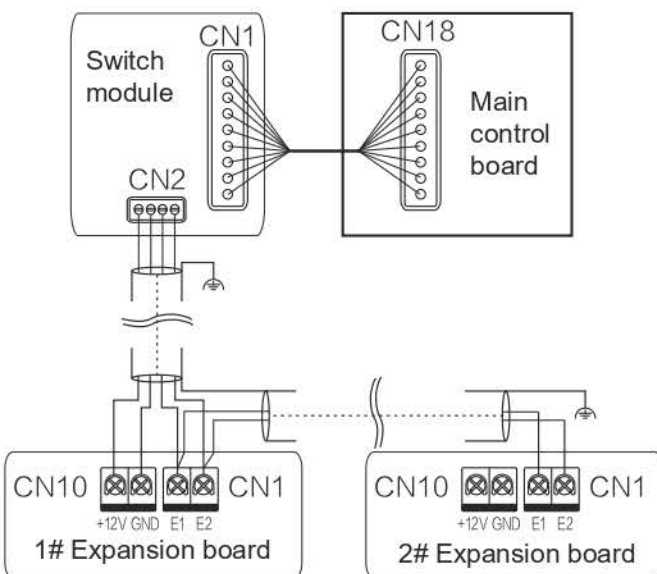 CN1
CN18
Switch
module
Main
control
board
CN2
CN10
CN1
+12V GND E1 E2
1# Expansion board
CN10
CN1
+12V GND E1 E2
2# Expansion board